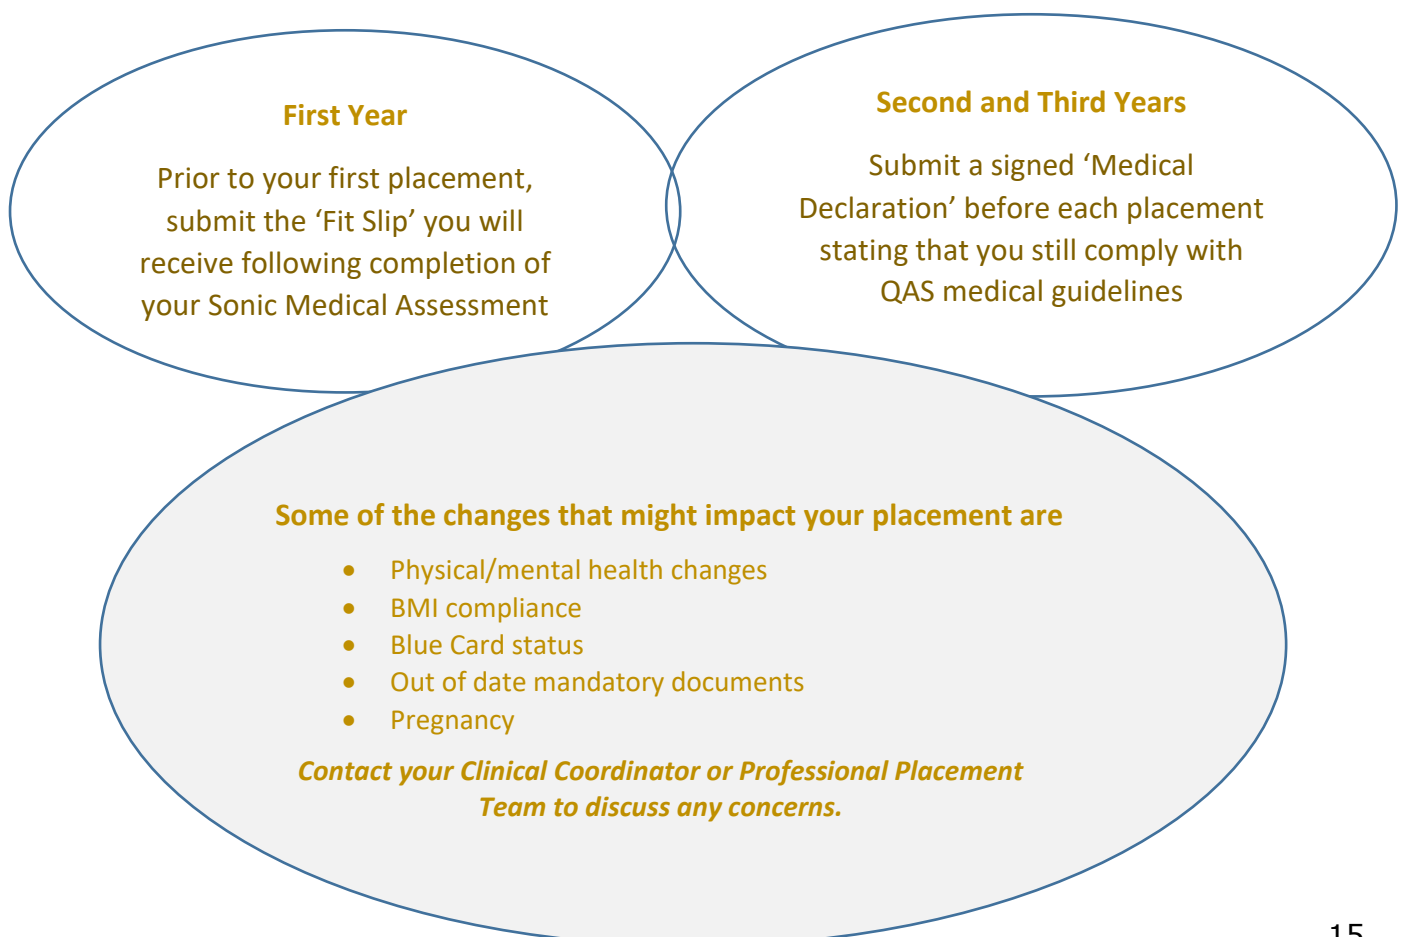 First Year
Prior to your first placement,
submit the ‘Fit Slip’ you will
receive following completion of
your Sonic Medical Assessment
Second and Third Years
Submit a signed ‘Medical
Declaration’ before each placement
stating that you still comply with
QAS medical guidelines
Some of the changes that might impact your placement are
• Physical/mental health changes
• BMI compliance
• Blue Card status
• Out of date mandatory documents
• Pregnancy
Contact your Clinical Coordinator or Professional Placement
Team to discuss any concerns.
15